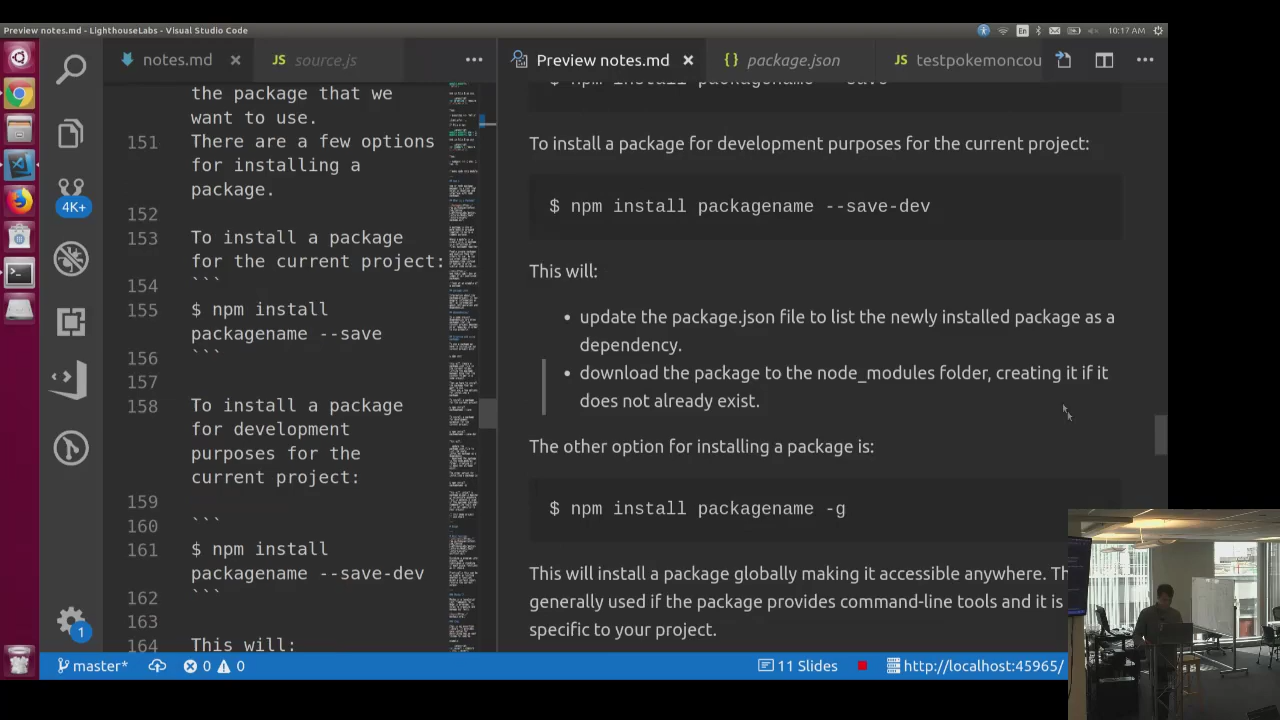 Preview notes.md - LighthouseLabs - Visual Studio Code
En
10:17 AM
notes.md
JS source.js
Preview notes.md
{} package.json
JS testpokemoncou
4K+
1
the package that we
want to use.
151 There are a few options
for installing a
package.
152
153 To install a package
for the current project:
154 ```
155 $ npm install
packagename --save
156 ```
157
158 To install a package
for development
purposes for the
current project:
159
160 ```
161 $ npm install
packagename --save-dev
162 ```
163
164 This will:
$ npm install packagename --save
To install a package for development purposes for the current project:
$ npm install packagename --save-dev
This will:
• update the package.json file to list the newly installed package as a
dependency.
• download the package to the node_modules folder, creating it if it
does not already exist.
The other option for installing a package is:
$ npm install packagename -g
This will install a package globally making it accessible anywhere. Th
generally used if the package provides command-line tools and it is
specific to your project.
master*
0
0
11 Slides
http://localhost:45965/